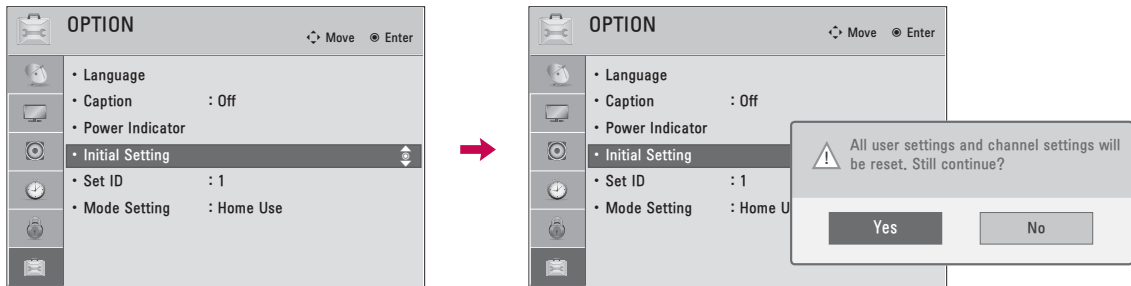 OPTION
Move Enter
• Language
• Caption : Off
• Power Indicator
• Initial Setting
• Set ID : 1
• Mode Setting : Home Use
OPTION
Move Enter
• Language
• Caption : Off
• Power Indicator
• Initial Setting
• Set ID : 1
• Mode Setting : Home U
All user settings and channel settings will
be reset. Still continue?
Yes No